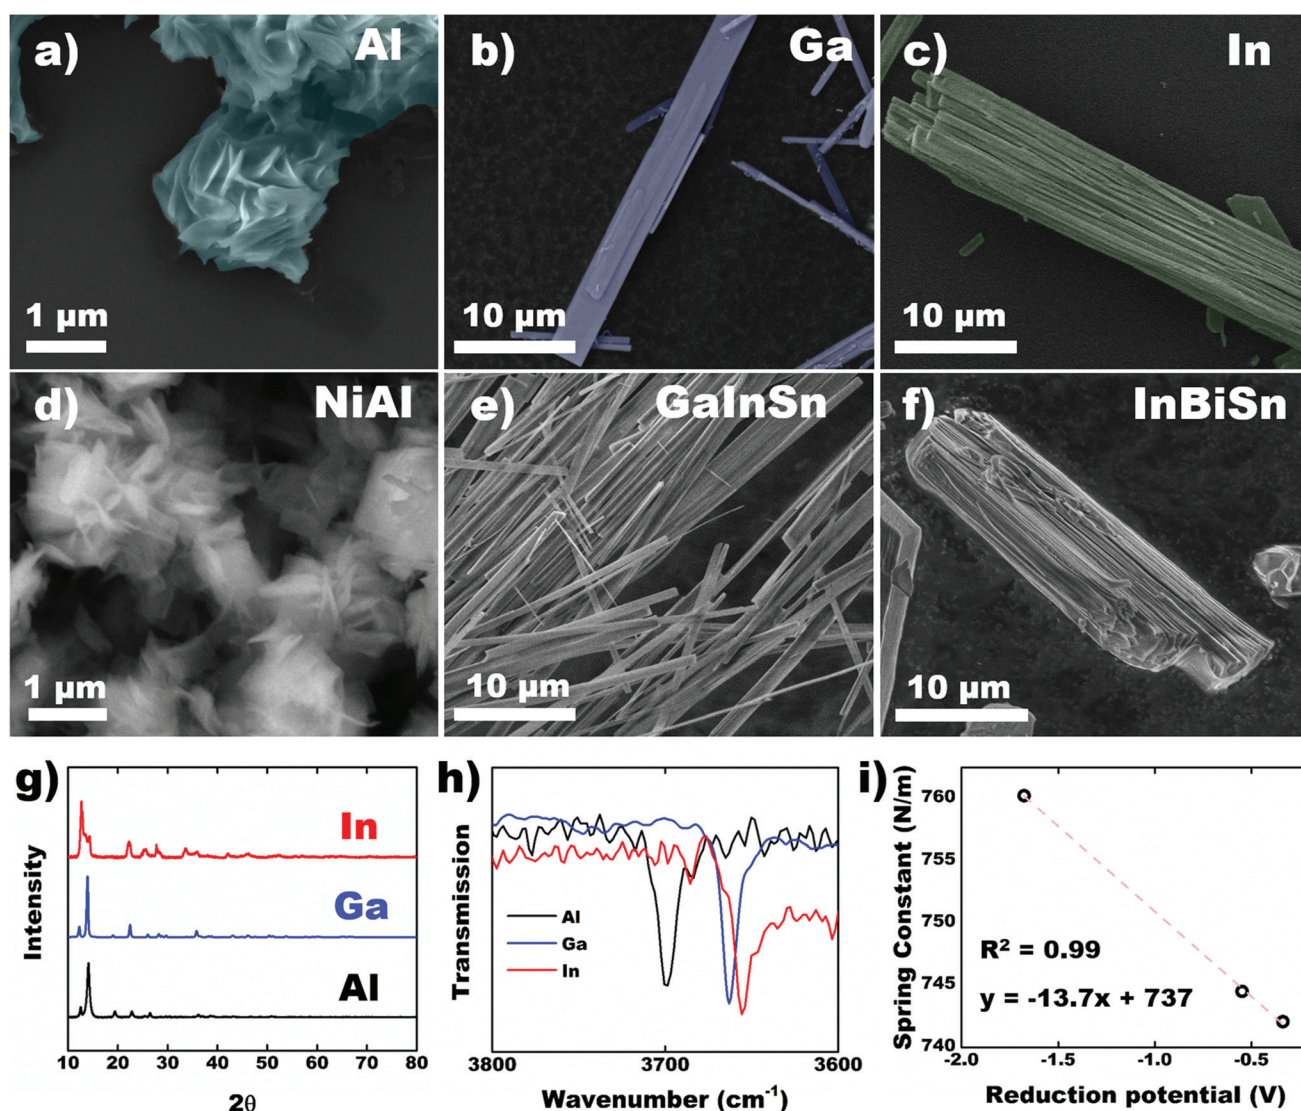 a) Al
1 µm
b) Ga
10 µm
c) In
10 µm
d) NiAl
1 µm
e) GaInSn
10 µm
f) InBiSn
10 µm
g)
Intensity
In
Ga
Al
10 20 30 40 50 60 70 80
2θ
h)
Transmission
Al
Ga
In
3800 3700 3600
Wavenumber (cm⁻¹)
i)
Spring Constant (N/m)
760
755
750
745
740
R² = 0.99
y = -13.7x + 737
-2.0 -1.5 -1.0 -0.5
Reduction potential (V)